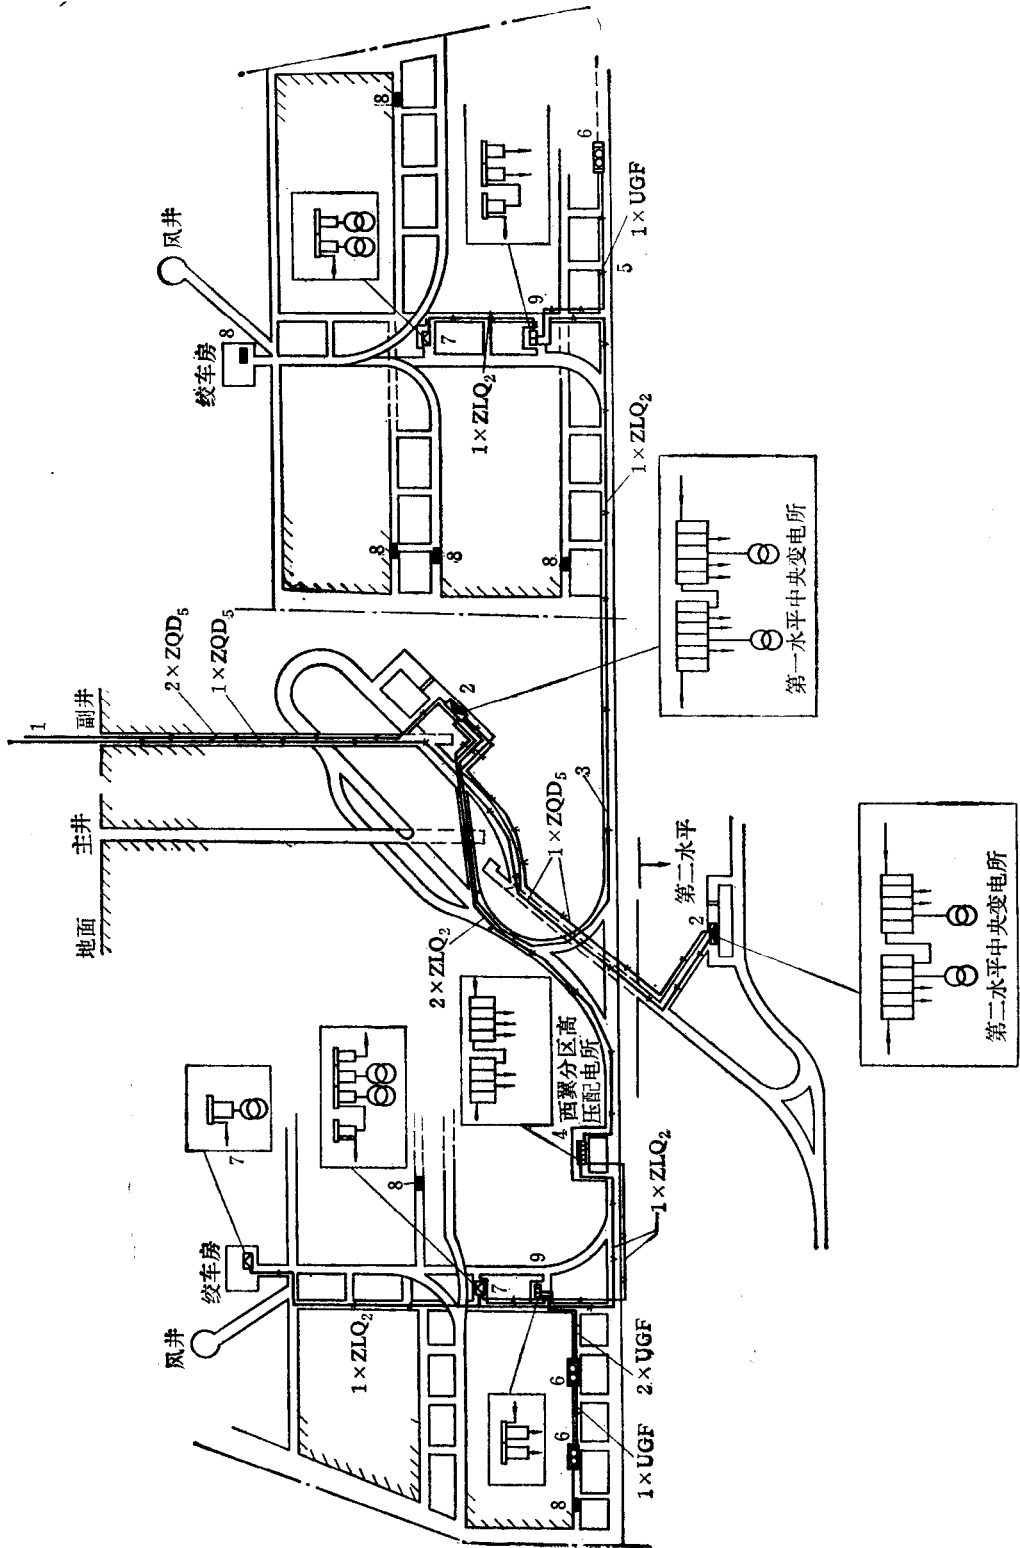 风井
绞车房
8
8
6
1×UGF
5
9
7
1×ZLQ₂
1×ZLQ₂
8
8
8
第一水平中央变电所
2×ZQD₅
1×ZQD₅
1
副井
2
主井
地面
1×ZQD₅
3
第二水平
2
第二水平中央变电所
2×ZLQ₂
西翼分区高
压配电所
4
7
绞车房
风井
8
9
7
1×ZLQ₂
1×ZLQ₂
2×UGF
6
6
1×UGF
8